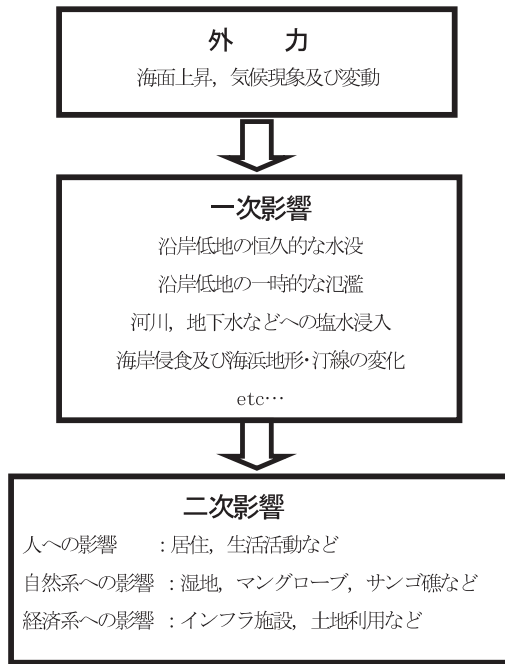 外　　力
海面上昇，気候現象及び変動
一次影響
沿岸低地の恒久的な水没
沿岸低地の一時的な氾濫
河川，地下水などへの塩水浸入
海岸侵食及び海浜地形・汀線の変化
etc…
二次影響
人への影響　　：居住，生活活動など
自然系への影響　：湿地，マングローブ，サンゴ礁など
経済系への影響　：インフラ施設，土地利用など